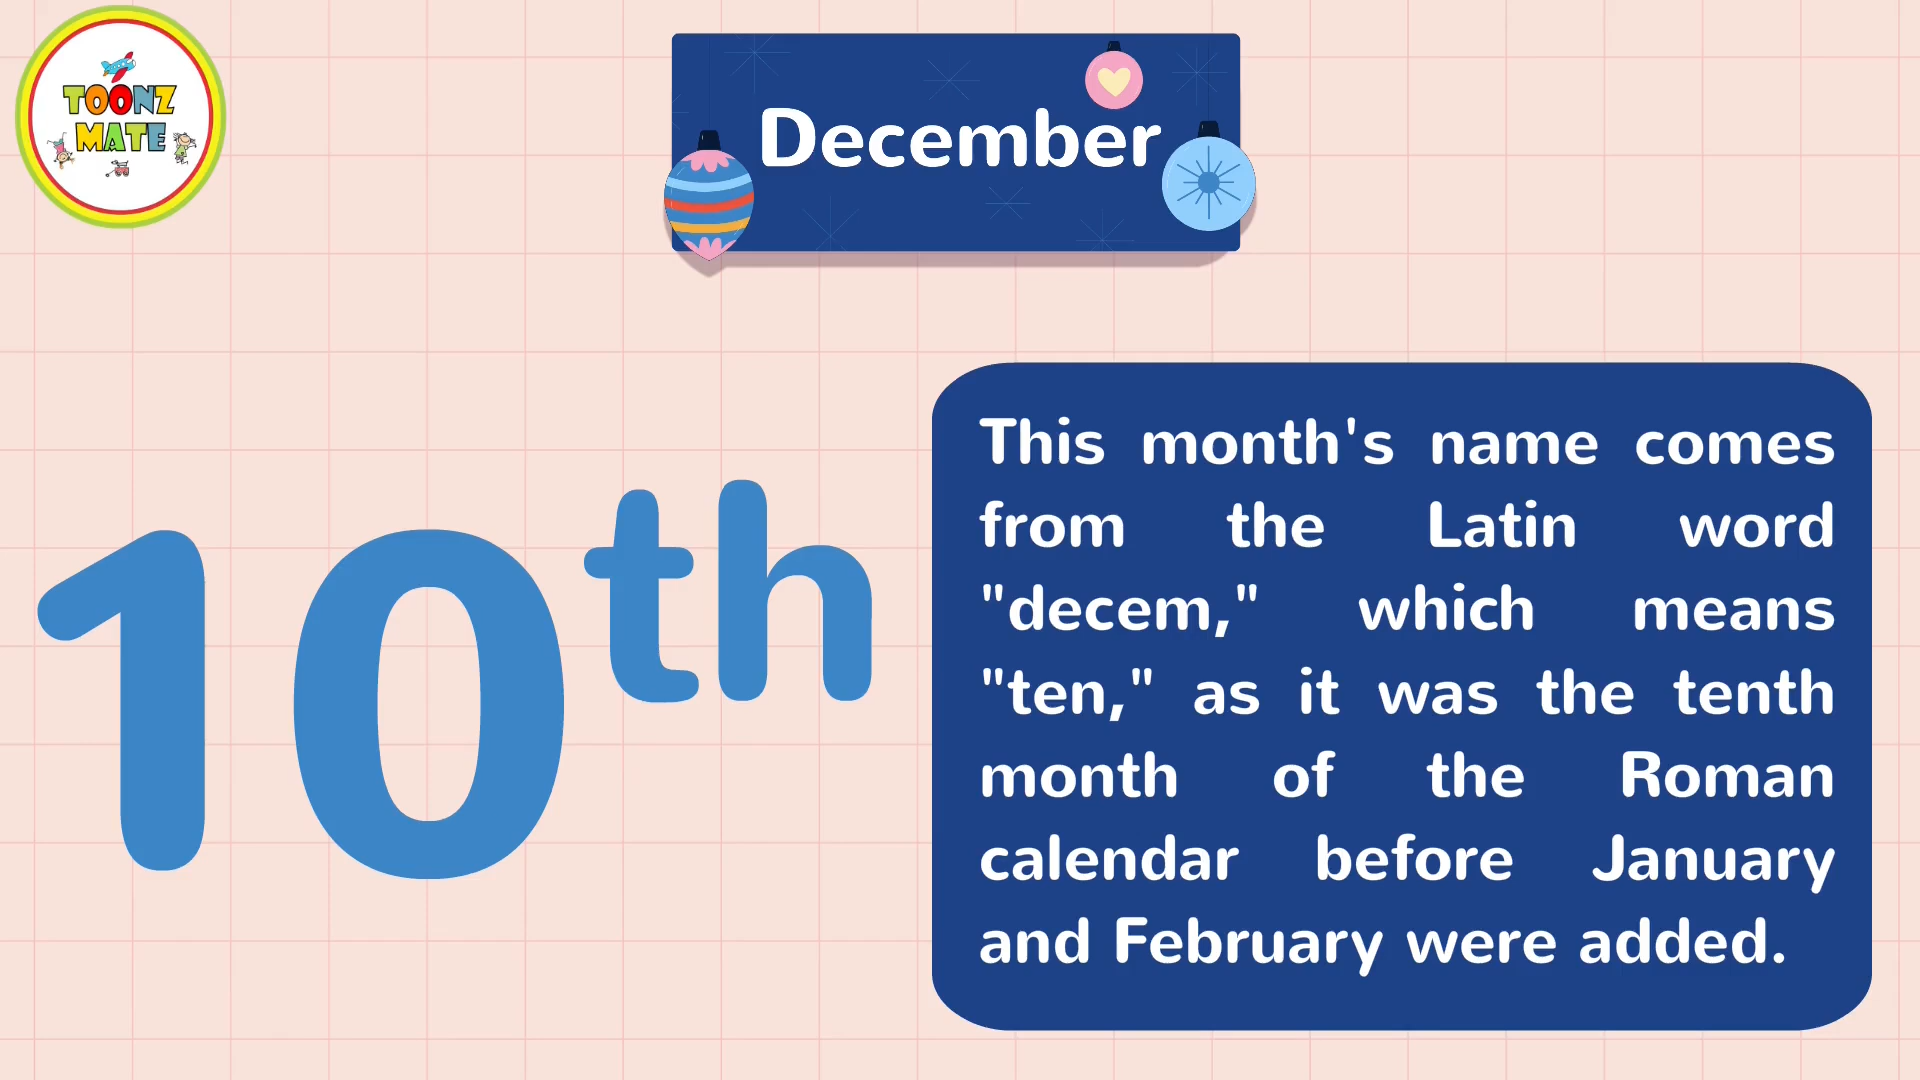 TOONZ
MATE
December
10th
This month's name comes
from the Latin word
"decem," which means
"ten," as it was the tenth
month of the Roman
calendar before January
and February were added.